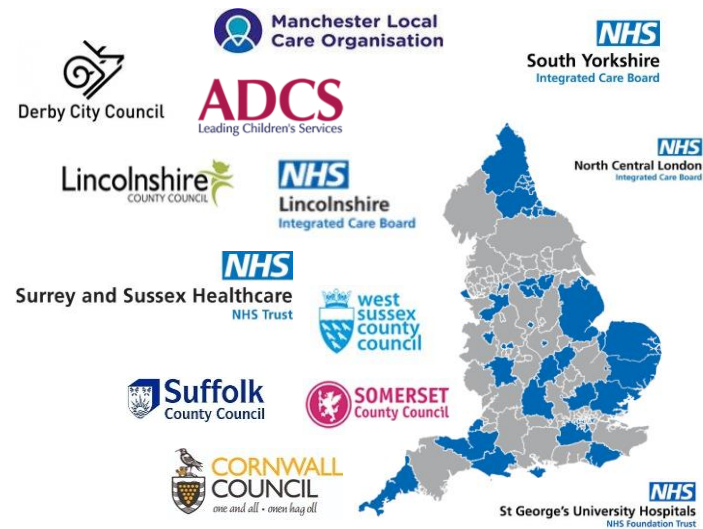 Manchester Local
Care Organisation
NHS
South Yorkshire
Integrated Care Board
Derby City Council
ADCS
Leading Children's Services
NHS
North Central London
Integrated Care Board
Lincolnshire
COUNTY COUNCIL
NHS
Lincolnshire
Integrated Care Board
NHS
Surrey and Sussex Healthcare
NHS Trust
west
sussex
county
council
Suffolk
County Council
SOMERSET
County Council
CORNWALL
COUNCIL
one and all • onen hag oll
NHS
St George's University Hospitals
NHS Foundation Trust